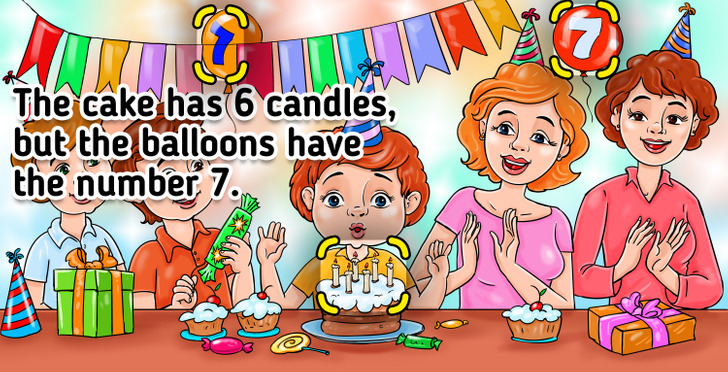 7
7
The cake has 6 candles,
but the balloons have
the number 7.